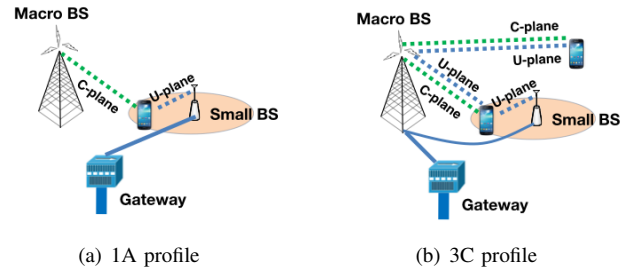 Macro BS
C-plane
U-plane
Small BS
Gateway
(a) 1A profile
Macro BS
C-plane
U-plane
U-plane
C-plane
U-plane
Small BS
Gateway
(b) 3C profile